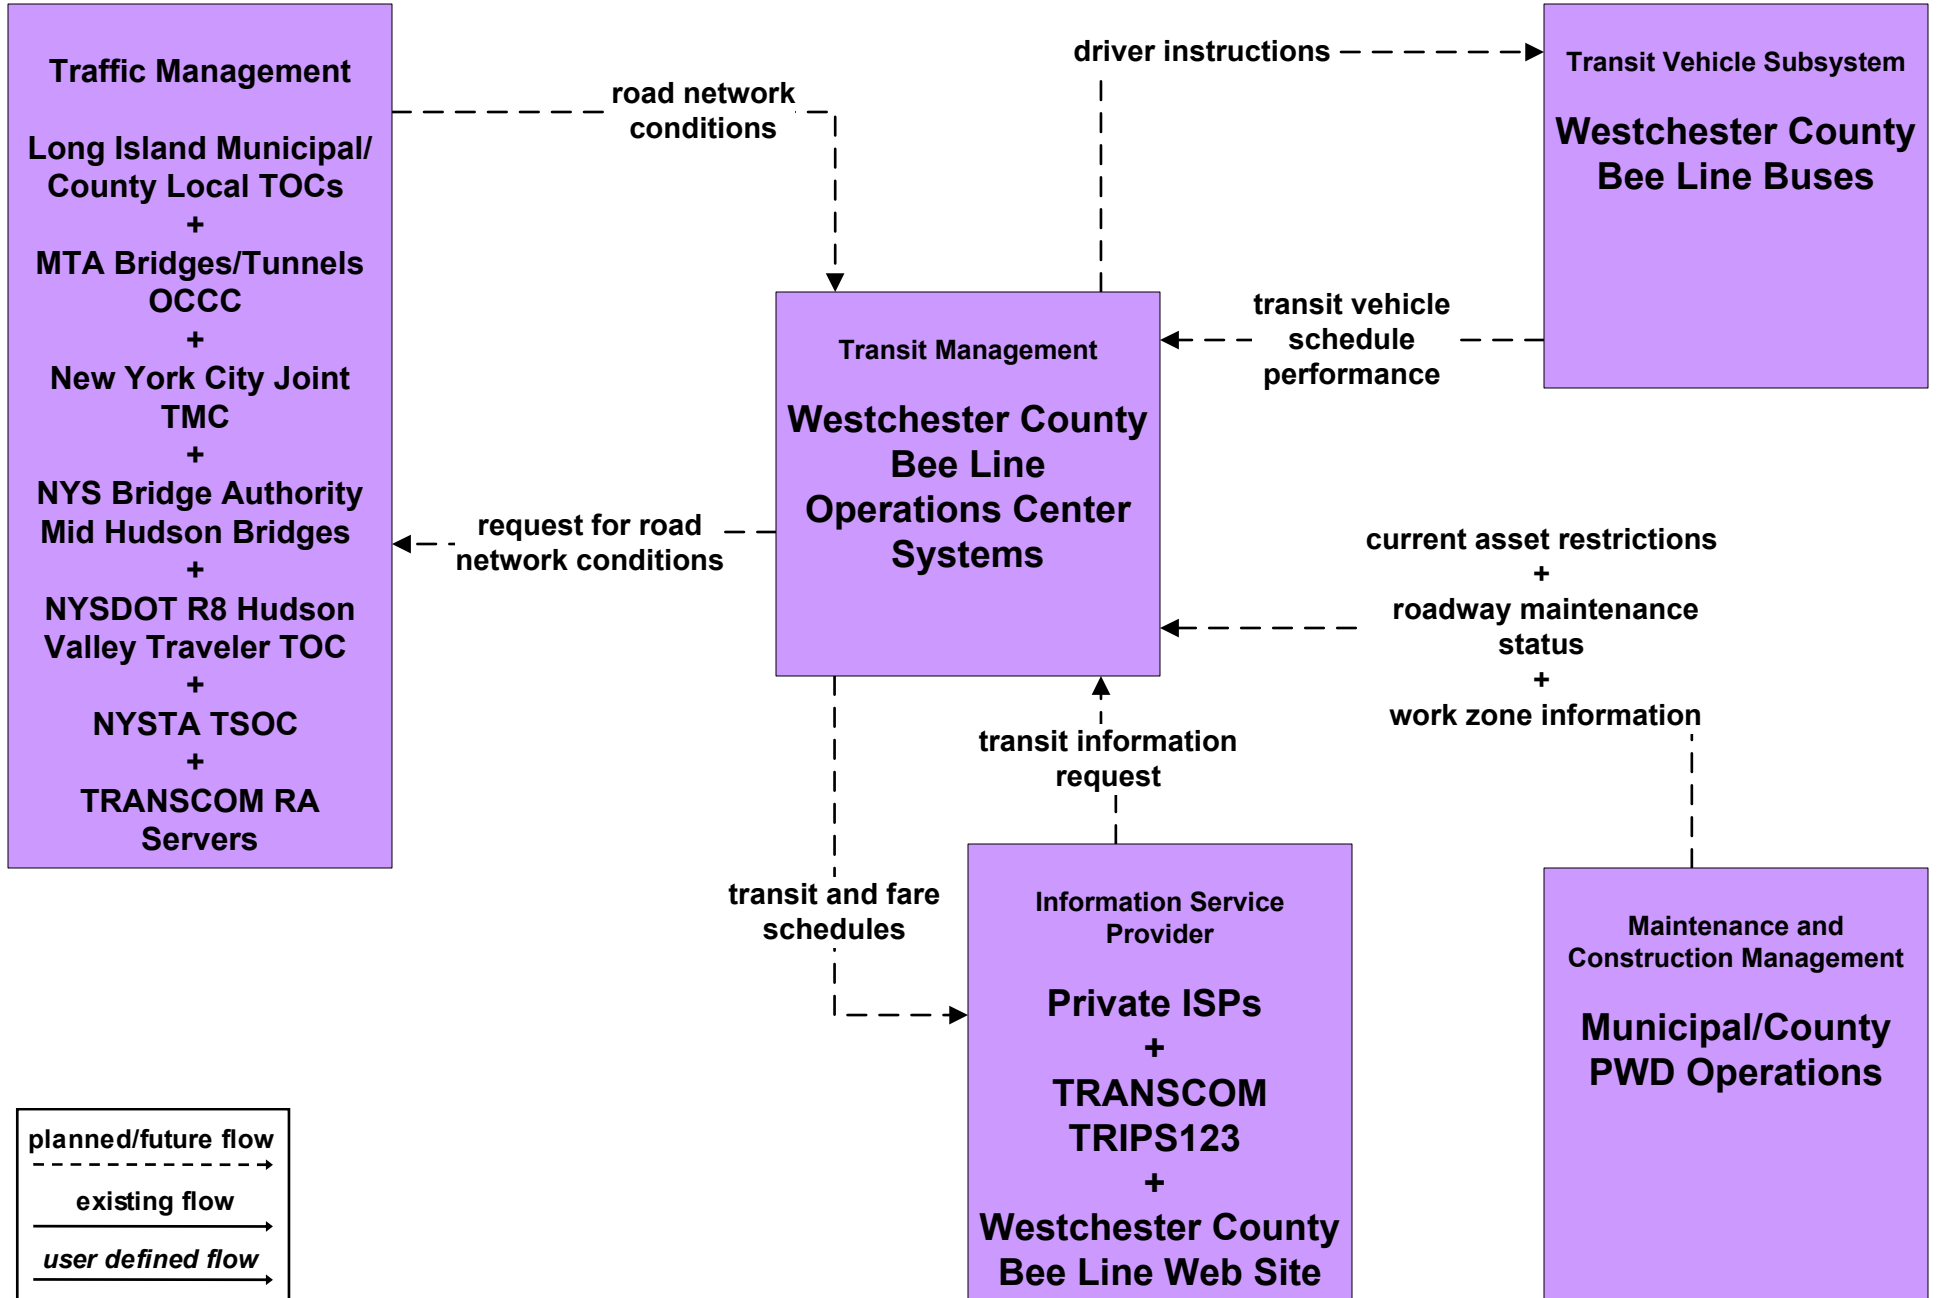 Traffic Management
Long Island Municipal/
County Local TOCs
+
MTA Bridges/Tunnels
OCCC
+
New York City Joint
TMC
+
NYS Bridge Authority
Mid Hudson Bridges
+
NYSDOT R8 Hudson
Valley Traveler TOC
+
NYSTA TSOC
+
TRANSCOM RA
Servers
road network
conditions
request for road
network conditions
driver instructions
Transit Vehicle Subsystem
Westchester County
Bee Line Buses
transit vehicle
schedule
performance
Transit Management
Westchester County
Bee Line
Operations Center
Systems
current asset restrictions
+
roadway maintenance
status
+
work zone information
transit information
request
transit and fare
schedules
Information Service
Provider
Private ISPs
+
TRANSCOM
TRIPS123
+
Westchester County
Bee Line Web Site
Maintenance and
Construction Management
Municipal/County
PWD Operations
planned/future flow
existing flow
user defined flow